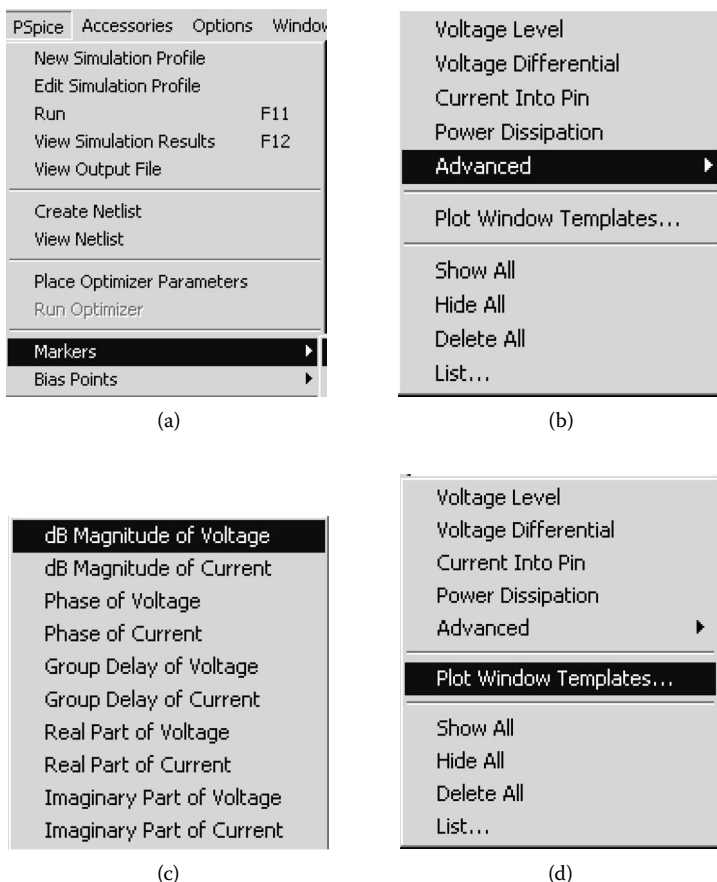 PSpice Accessories Options
New Simulation Profile
Edit Simulation Profile
Run F11
View Simulation Results F12
View Output File
Create Netlist
View Netlist
Place Optimizer Parameters
Run Optimizer
Markers
Bias Points
(a)
Voltage Level
Voltage Differential
Current Into Pin
Power Dissipation
Advanced
Plot Window Templates...
Show All
Hide All
Delete All
List...
(b)
dB Magnitude of Voltage
dB Magnitude of Current
Phase of Voltage
Phase of Current
Group Delay of Voltage
Group Delay of Current
Real Part of Voltage
Real Part of Current
Imaginary Part of Voltage
Imaginary Part of Current
(c)
Voltage Level
Voltage Differential
Current Into Pin
Power Dissipation
Advanced
Plot Window Templates...
Show All
Hide All
Delete All
List...
(d)